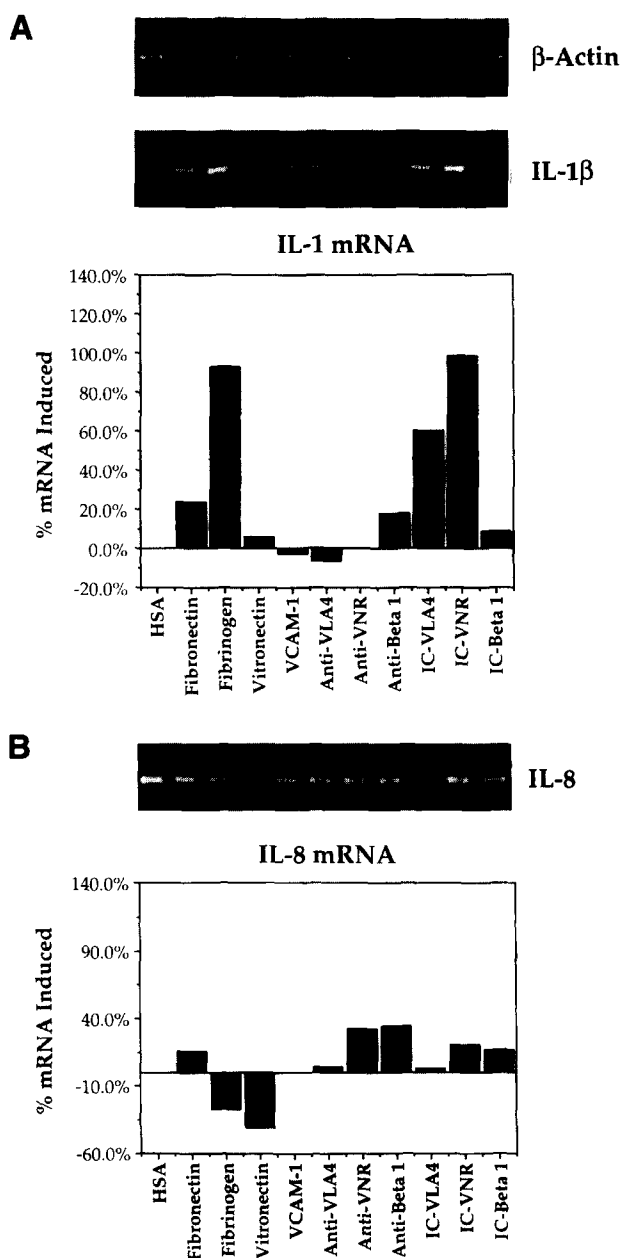 A
β-Actin
IL-1β
IL-1 mRNA
140.0%
120.0%
100.0%
80.0%
60.0%
40.0%
20.0%
0.0%
-20.0%
% mRNA Induced
HSA
Fibronectin
Fibrinogen
Vitronectin
VCAM-1
Anti-VLA4
Anti-VNR
Anti-Beta 1
IC-VLA4
IC-VNR
IC-Beta 1
B
IL-8
IL-8 mRNA
140.0%
90.0%
40.0%
-10.0%
-60.0%
% mRNA Induced
HSA
Fibronectin
Fibrinogen
Vitronectin
VCAM-1
Anti-VLA4
Anti-VNR
Anti-Beta 1
IC-VLA4
IC-VNR
IC-Beta 1